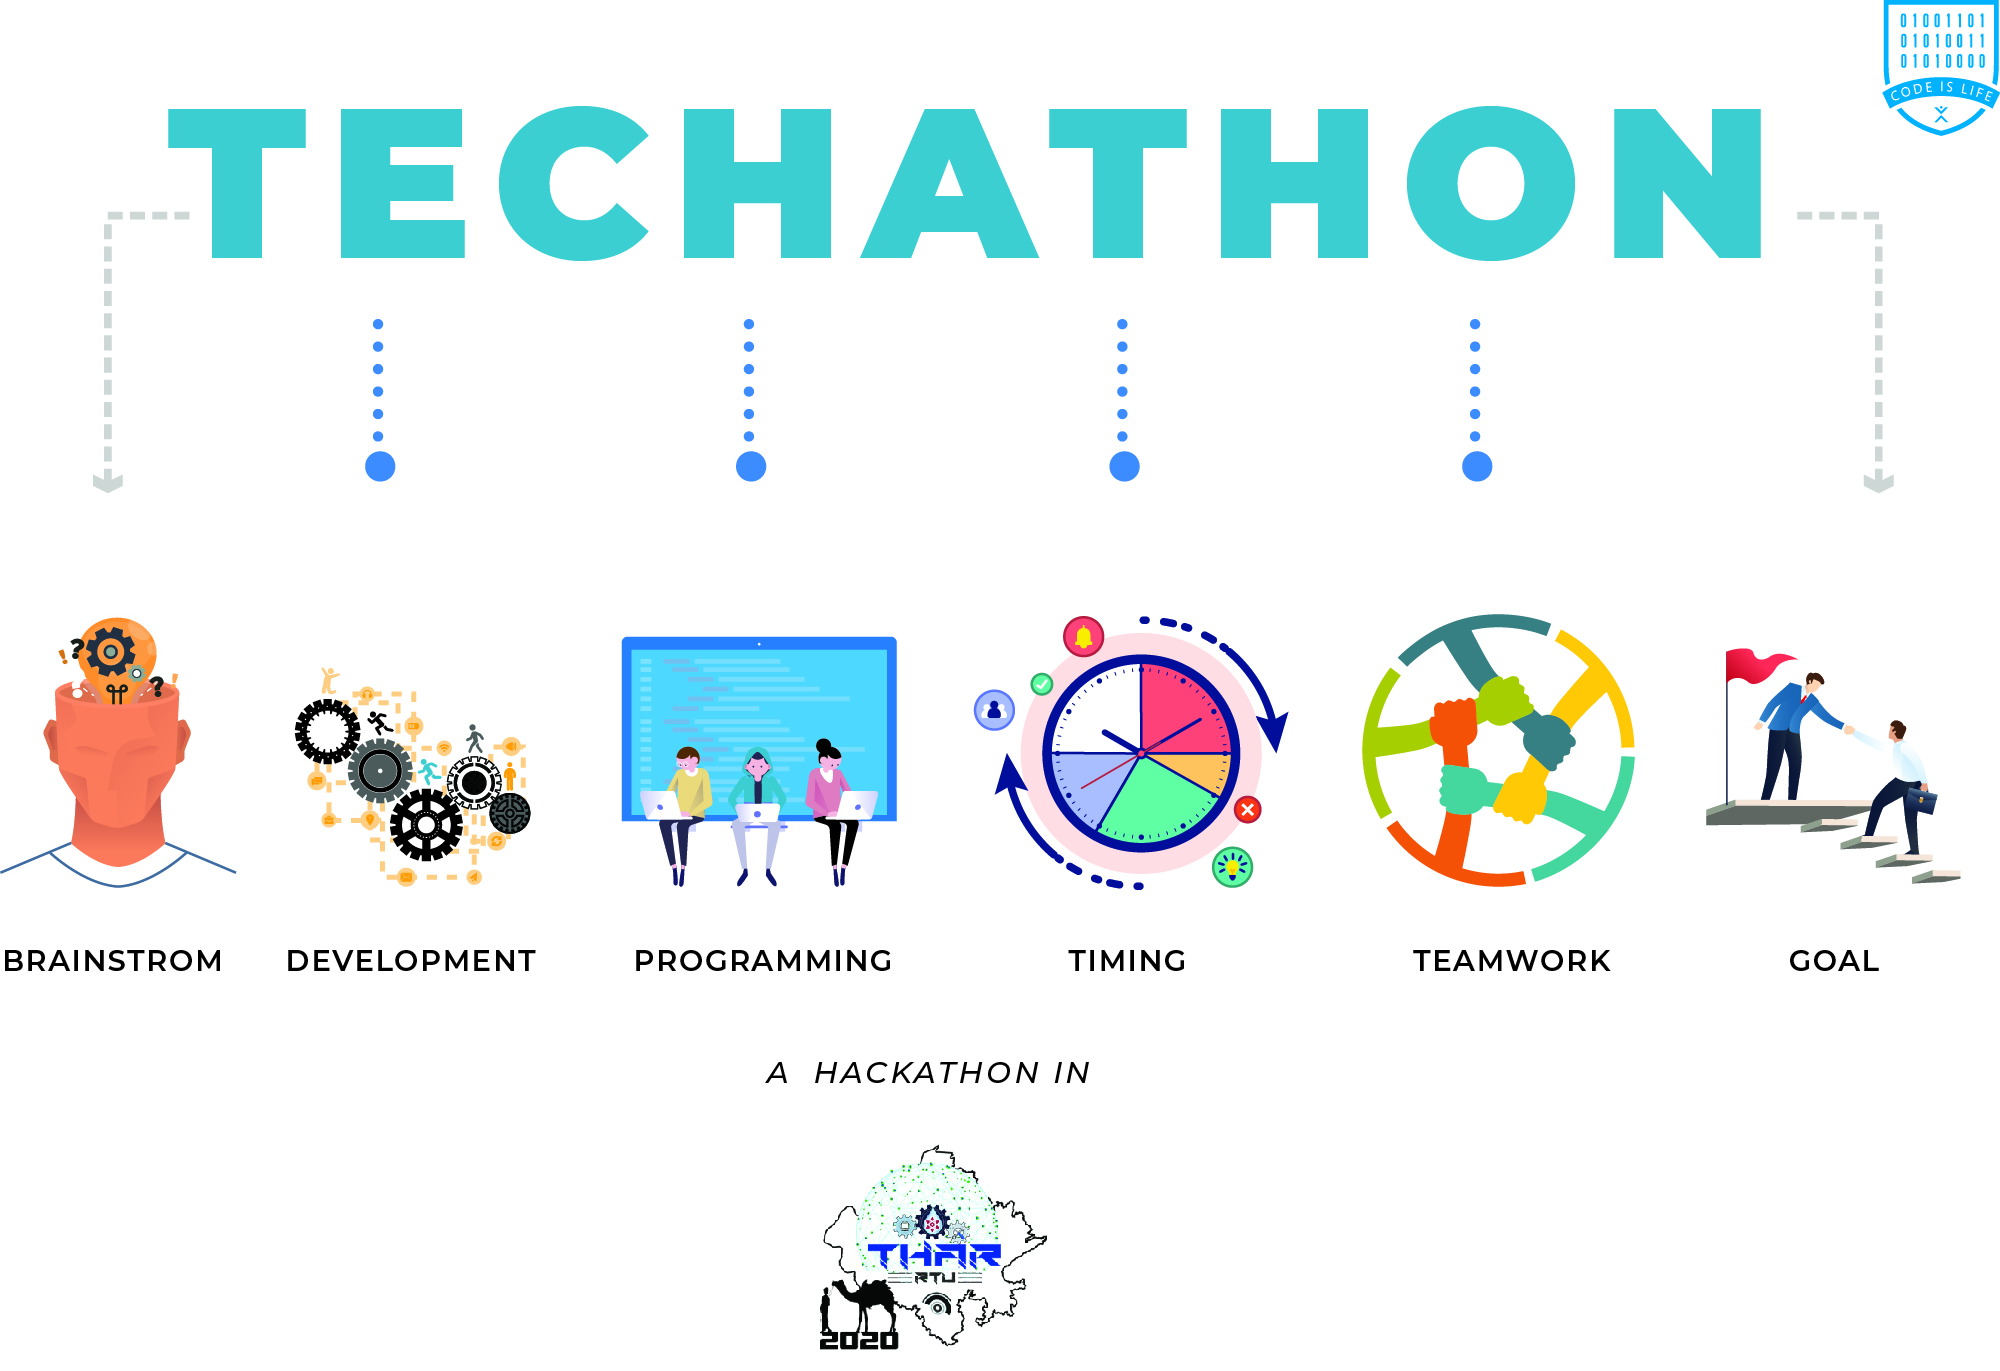 01001101
01010011
01010000
CODE IS LIFE
TECHATHON
BRAINSTROM
DEVELOPMENT
PROGRAMMING
TIMING
TEAMWORK
GOAL
A HACKATHON IN
THAR
RTU
2020